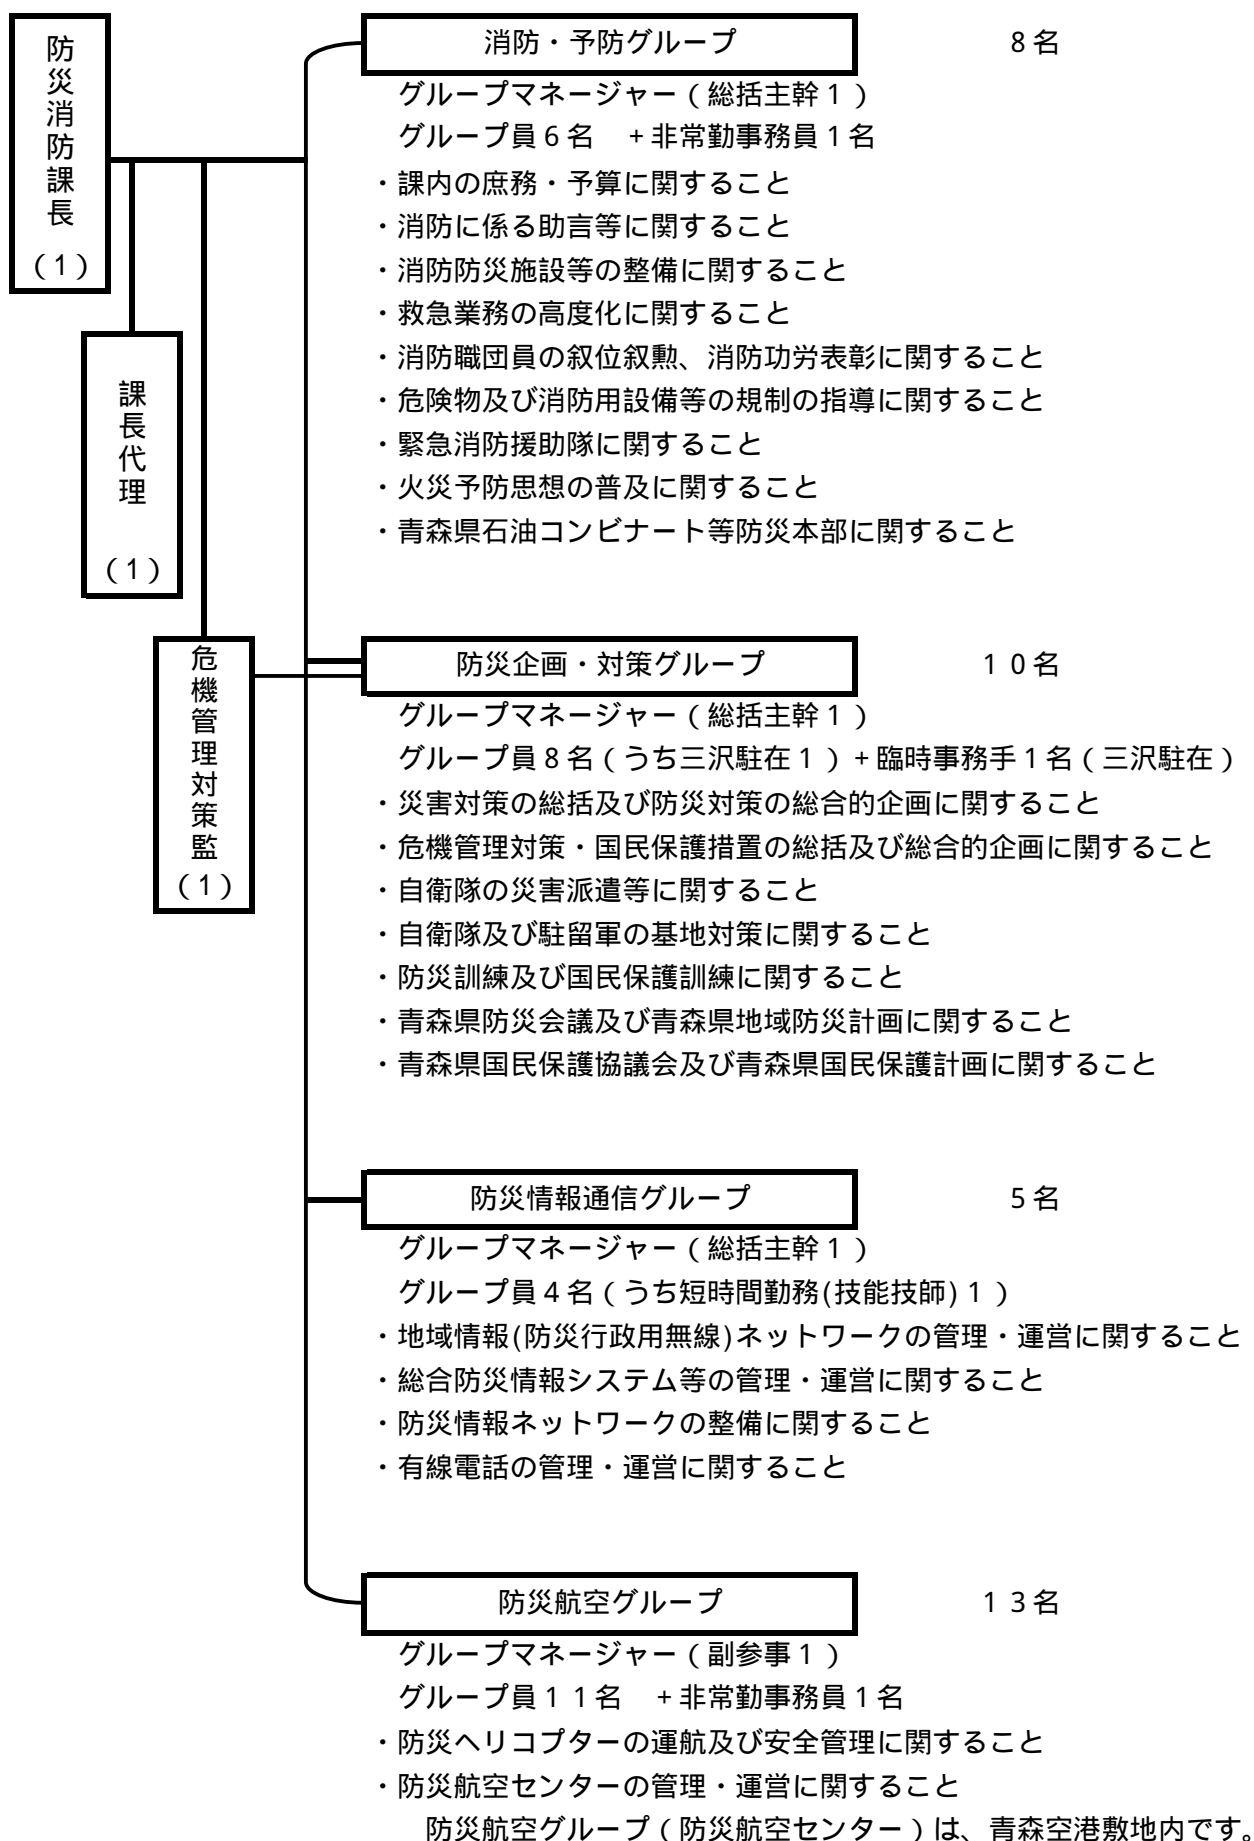 防災消防課長
(1)
課長代理
(1)
危機管理対策監
(1)
消防・予防グループ　8名
グループマネージャー(総括主幹1)
グループ員6名　+非常勤事務員1名
・課内の庶務・予算に関すること
・消防に係る助言等に関すること
・消防防災施設等の整備に関すること
・救急業務の高度化に関すること
・消防職団員の叙位叙勲、消防功労表彰に関すること
・危険物及び消防用設備等の規制の指導に関すること
・緊急消防援助隊に関すること
・火災予防思想の普及に関すること
・青森県石油コンビナート等防災本部に関すること
防災企画・対策グループ　10名
グループマネージャー(総括主幹1)
グループ員8名(うち三沢駐在1)+臨時事務手1名(三沢駐在)
・災害対策の総括及び防災対策の総合的企画に関すること
・危機管理対策・国民保護措置の総括及び総合的企画に関すること
・自衛隊の災害派遣等に関すること
・自衛隊及び駐留軍の基地対策に関すること
・防災訓練及び国民保護訓練に関すること
・青森県防災会議及び青森県地域防災計画に関すること
・青森県国民保護協議会及び青森県国民保護計画に関すること
防災情報通信グループ　5名
グループマネージャー(総括主幹1)
グループ員4名(うち短時間勤務(技能技師)1)
・地域情報(防災行政用無線)ネットワークの管理・運営に関すること
・総合防災情報システム等の管理・運営に関すること
・防災情報ネットワークの整備に関すること
・有線電話の管理・運営に関すること
防災航空グループ　13名
グループマネージャー(副参事1)
グループ員11名　+非常勤事務員1名
・防災ヘリコプターの運航及び安全管理に関すること
・防災航空センターの管理・運営に関すること
防災航空グループ(防災航空センター)は、青森空港敷地内です。